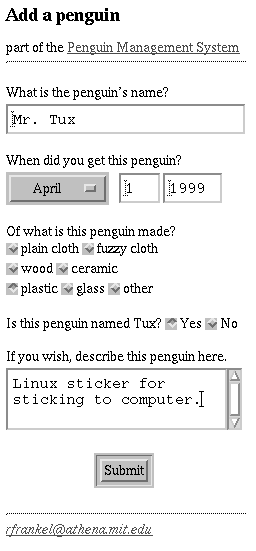 Add a penguin
part of the Penguin Management System
What is the penguin's name?
Mr. Tux
When did you get this penguin?
April 1 1999
Of what is this penguin made?
plain cloth fuzzy cloth
wood ceramic
plastic glass other
Is this penguin named Tux? Yes No
If you wish, describe this penguin here.
Linux sticker for
sticking to computer.
Submit
rfrankel@athena.mit.edu